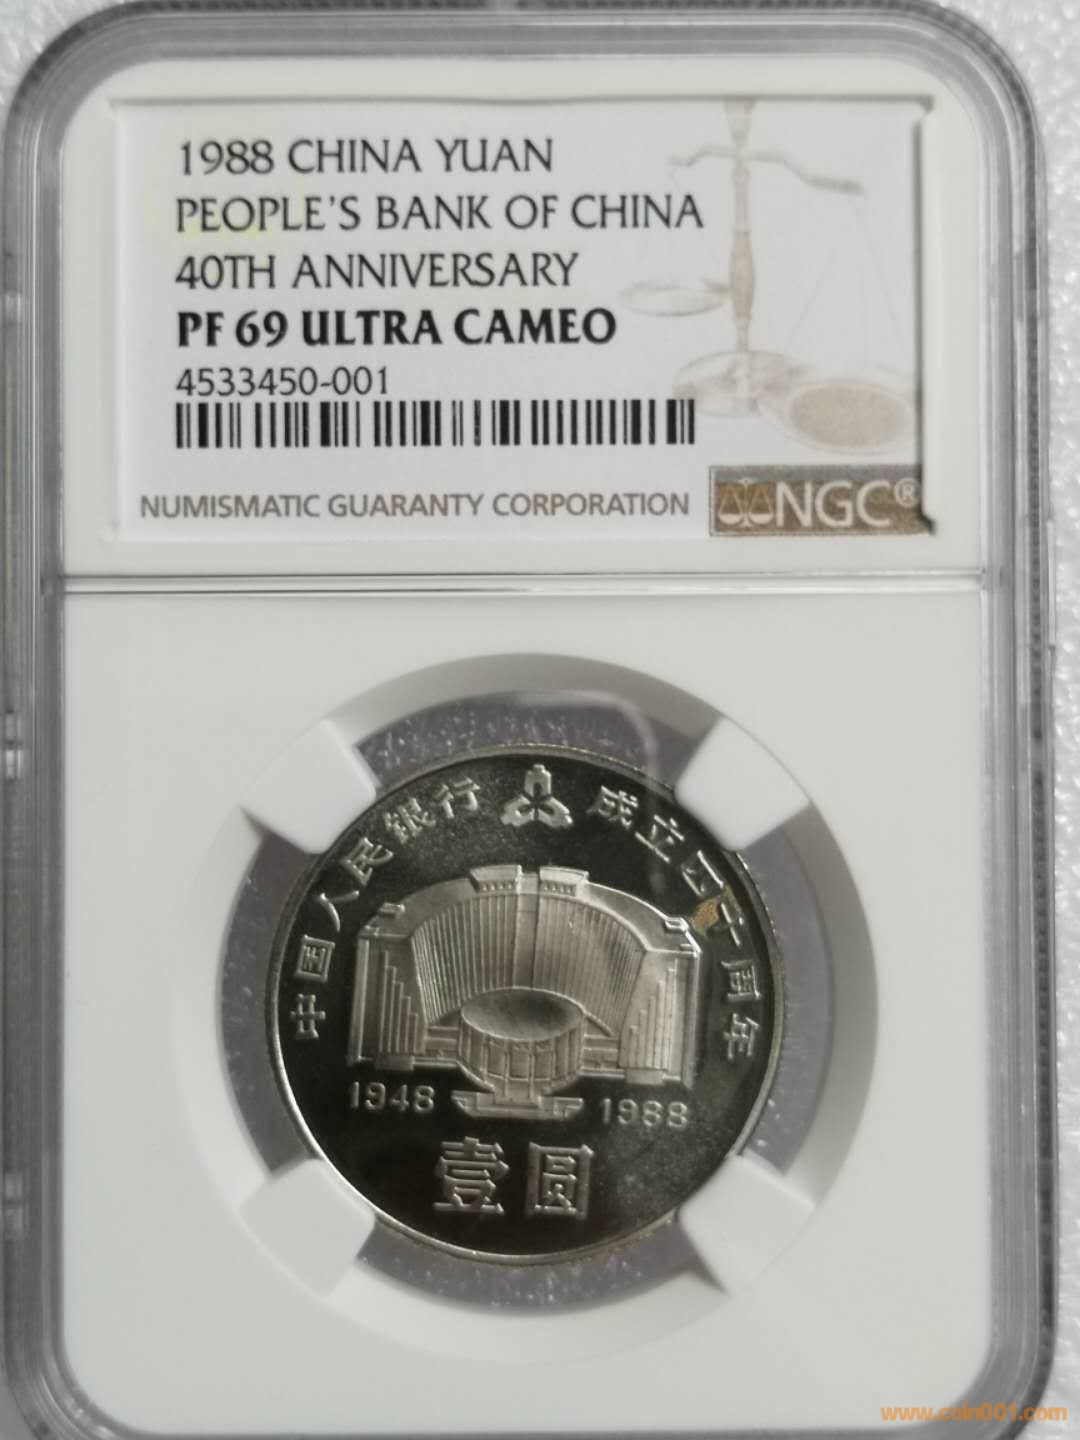 1988 CHINA YUAN
PEOPLE'S BANK OF CHINA
40TH ANNIVERSARY
PF 69 ULTRA CAMEO
4533450-001
NUMISMATIC GUARANTY CORPORATION
NGC®
中国人民银行 成立四十周年
1948 1988
壹圆
www.coin001.com